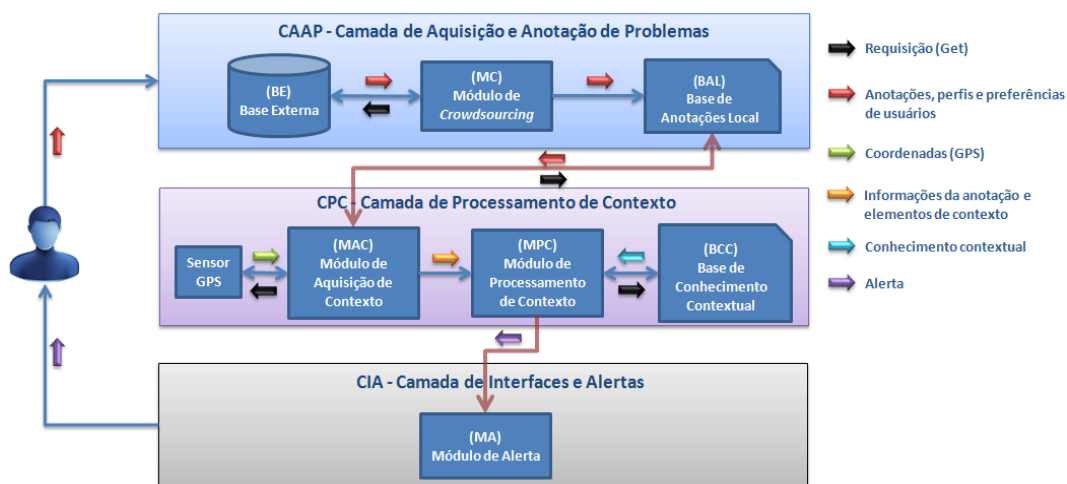 CAAP - Camada de Aquisição e Anotação de Problemas
(BE)
Base Externa
(MC)
Módulo de
Crowdsourcing
(BAL)
Base de
Anotações Local
CPC - Camada de Processamento de Contexto
Sensor
GPS
(MAC)
Módulo de
Aquisição de
Contexto
(MPC)
Módulo de
Processamento
de Contexto
(BCC)
Base de
Conhecimento
Contextual
CIA - Camada de Interfaces e Alertas
(MA)
Módulo de Alerta
Requisição (Get)
Anotações, perfis e preferências
de usuários
Coordenadas (GPS)
Informações da anotação e
elementos de contexto
Conhecimento contextual
Alerta